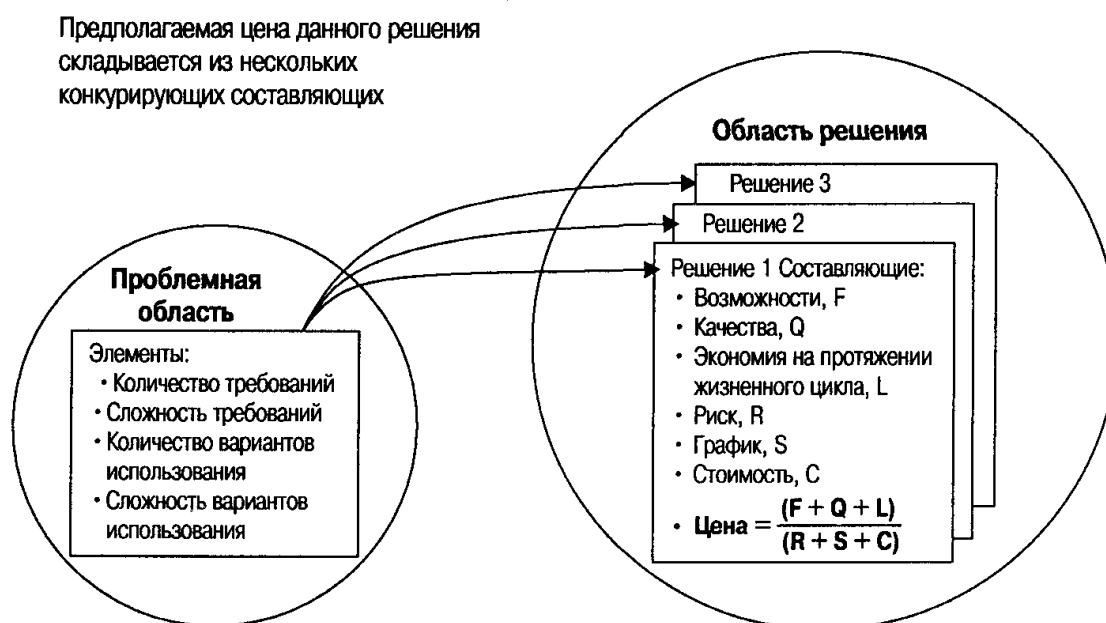 Предполагаемая цена данного решения
складывается из нескольких
конкурирующих составляющих
Область решения
Решение 3
Решение 2
Решение 1 Составляющие:
• Возможности, F
• Качества, Q
• Экономия на протяжении
жизненного цикла, L
• Риск, R
• График, S
• Стоимость, C
• Цена = (F + Q + L)
(R + S + C)
Проблемная
область
Элементы:
• Количество требований
• Сложность требований
• Количество вариантов
использования
• Сложность вариантов
использования